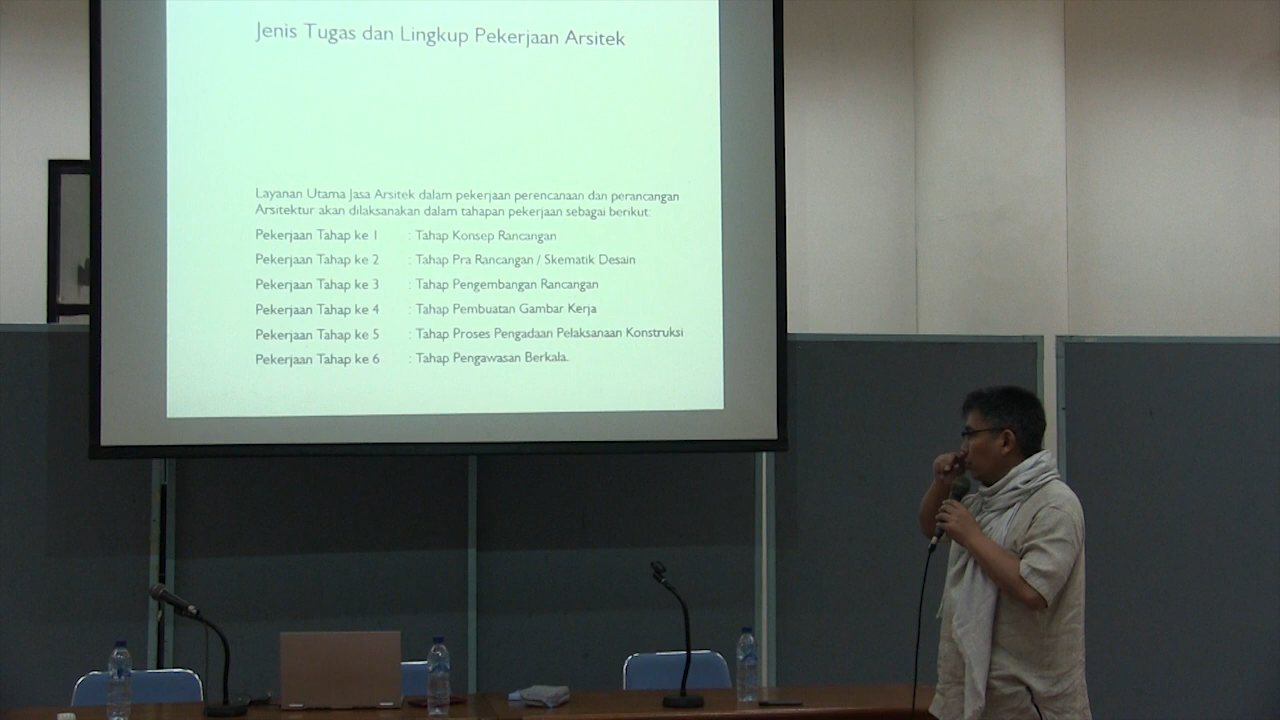 Jenis Tugas dan Lingkup Pekerjaan Arsitek
Layanan Utama Jasa Arsitek dalam pekerjaan perencanaan dan perancangan
Arsitektur akan dilaksanakan dalam tahapan pekerjaan sebagai berikut:
Pekerjaan Tahap ke 1 : Tahap Konsep Rancangan
Pekerjaan Tahap ke 2 : Tahap Pra Rancangan / Skematik Desain
Pekerjaan Tahap ke 3 : Tahap Pengembangan Rancangan
Pekerjaan Tahap ke 4 : Tahap Pembuatan Gambar Kerja
Pekerjaan Tahap ke 5 : Tahap Proses Pengadaan Pelaksanaan Konstruksi
Pekerjaan Tahap ke 6 : Tahap Pengawasan Berkala.